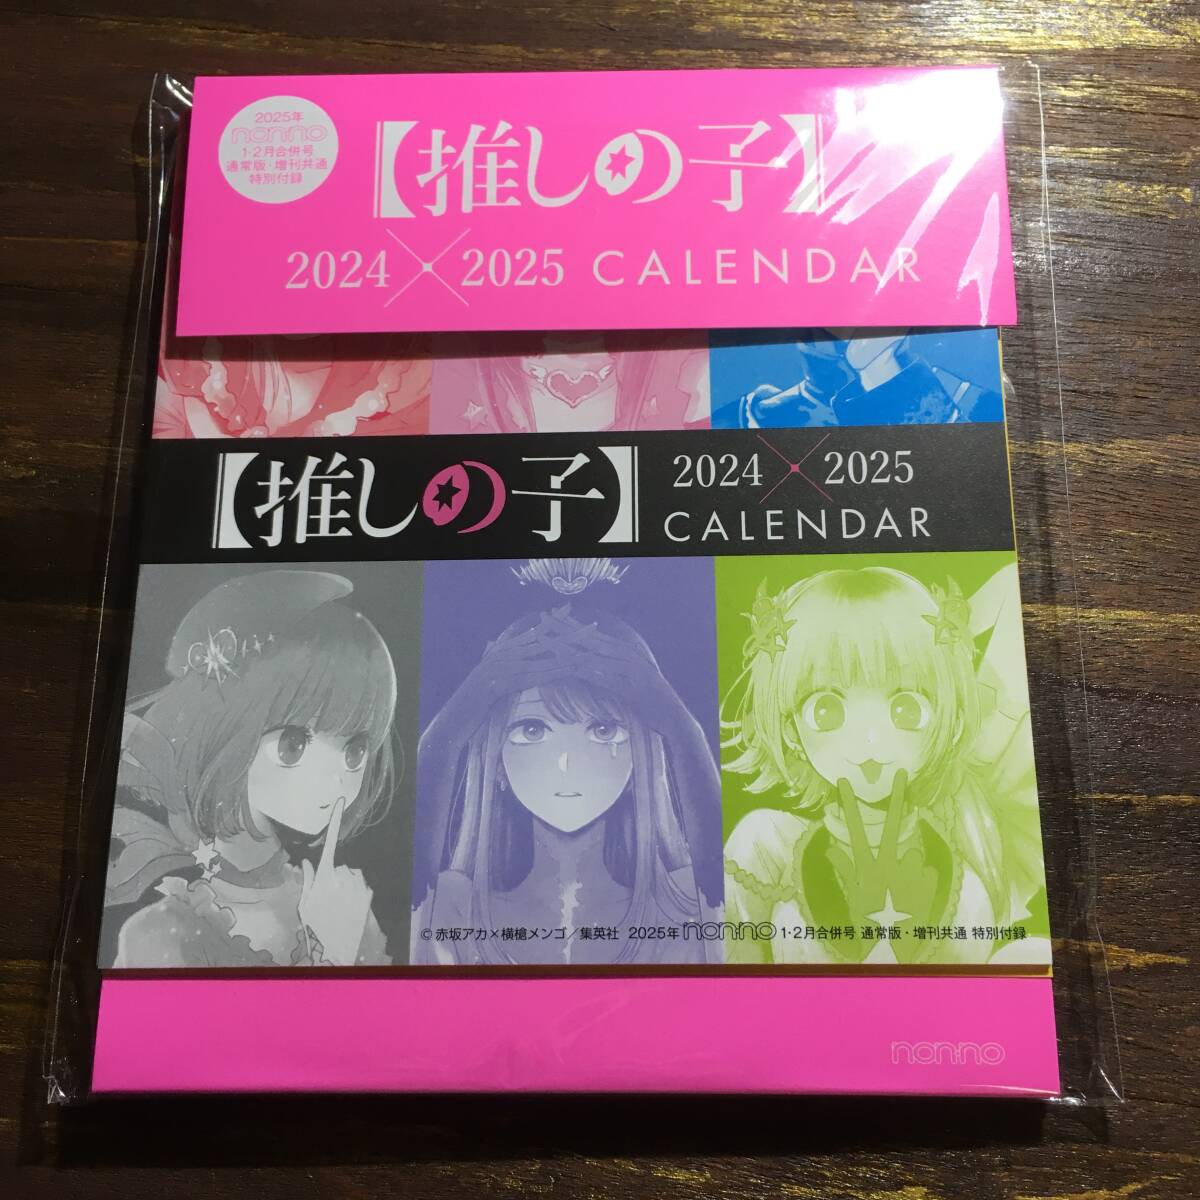 2025年
non-no
1・2月合併号
通常版・増刊共通
特別付録
【推しの子】
2024×2025 CALENDAR
【推しの子】
2024×2025
CALENDAR
©赤坂アカ×横槍メンゴ／集英社 2025年 non-no 1・2月合併号 通常版・増刊共通 特別付録
non-no